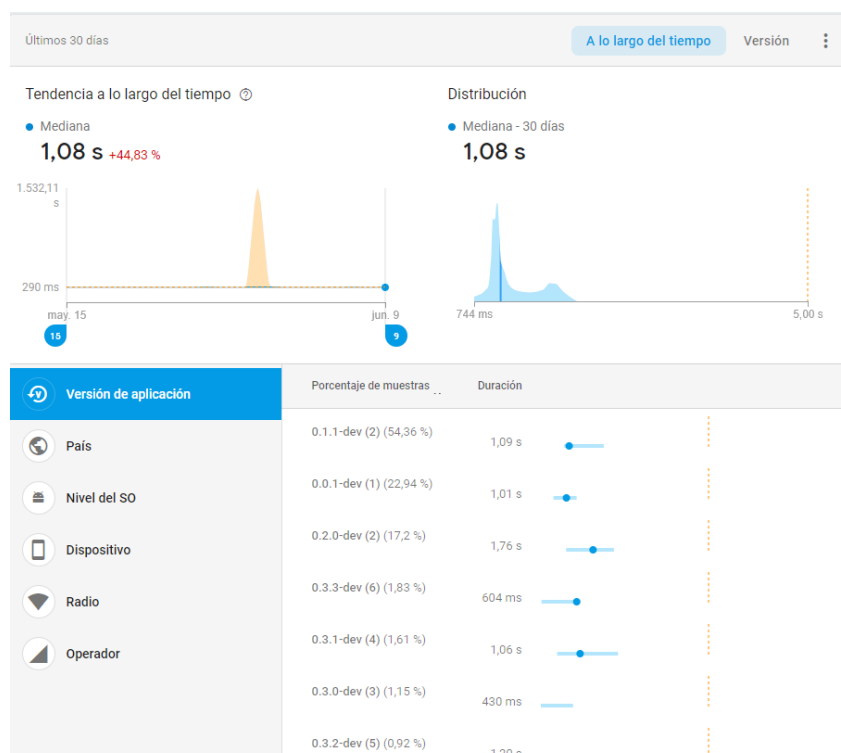 Últimos 30 días
A lo largo del tiempo
Versión
Tendencia a lo largo del tiempo
Mediana
1,08 s +44,83 %
1.532,11
s
290 ms
may. 15
jun. 9
15
9
Distribución
Mediana - 30 días
1,08 s
744 ms
5,00 s
Versión de aplicación
País
Nivel del SO
Dispositivo
Radio
Operador
Porcentaje de muestras
Duración
0.1.1-dev (2) (54,36 %)
1,09 s
0.0.1-dev (1) (22,94 %)
1,01 s
0.2.0-dev (2) (17,2 %)
1,76 s
0.3.3-dev (6) (1,83 %)
604 ms
0.3.1-dev (4) (1,61 %)
1,06 s
0.3.0-dev (3) (1,15 %)
430 ms
0.3.2-dev (5) (0,92 %)